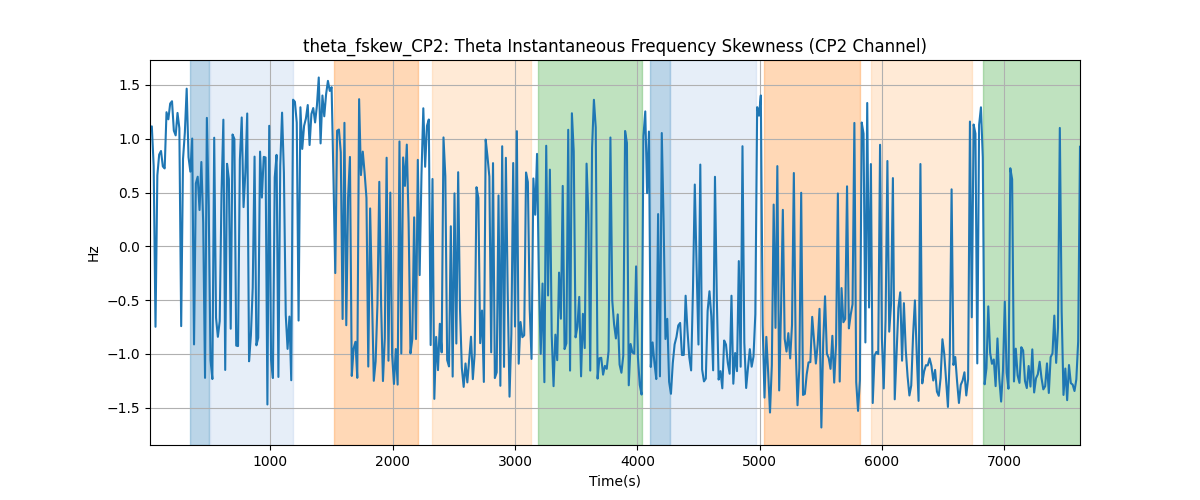 theta_fskew_CP2: Theta Instantaneous Frequency Skewness (CP2 Channel)
1.5
1.0
0.5
0.0
−0.5
−1.0
−1.5
Hz
1000 2000 3000 4000 5000 6000 7000
Time(s)